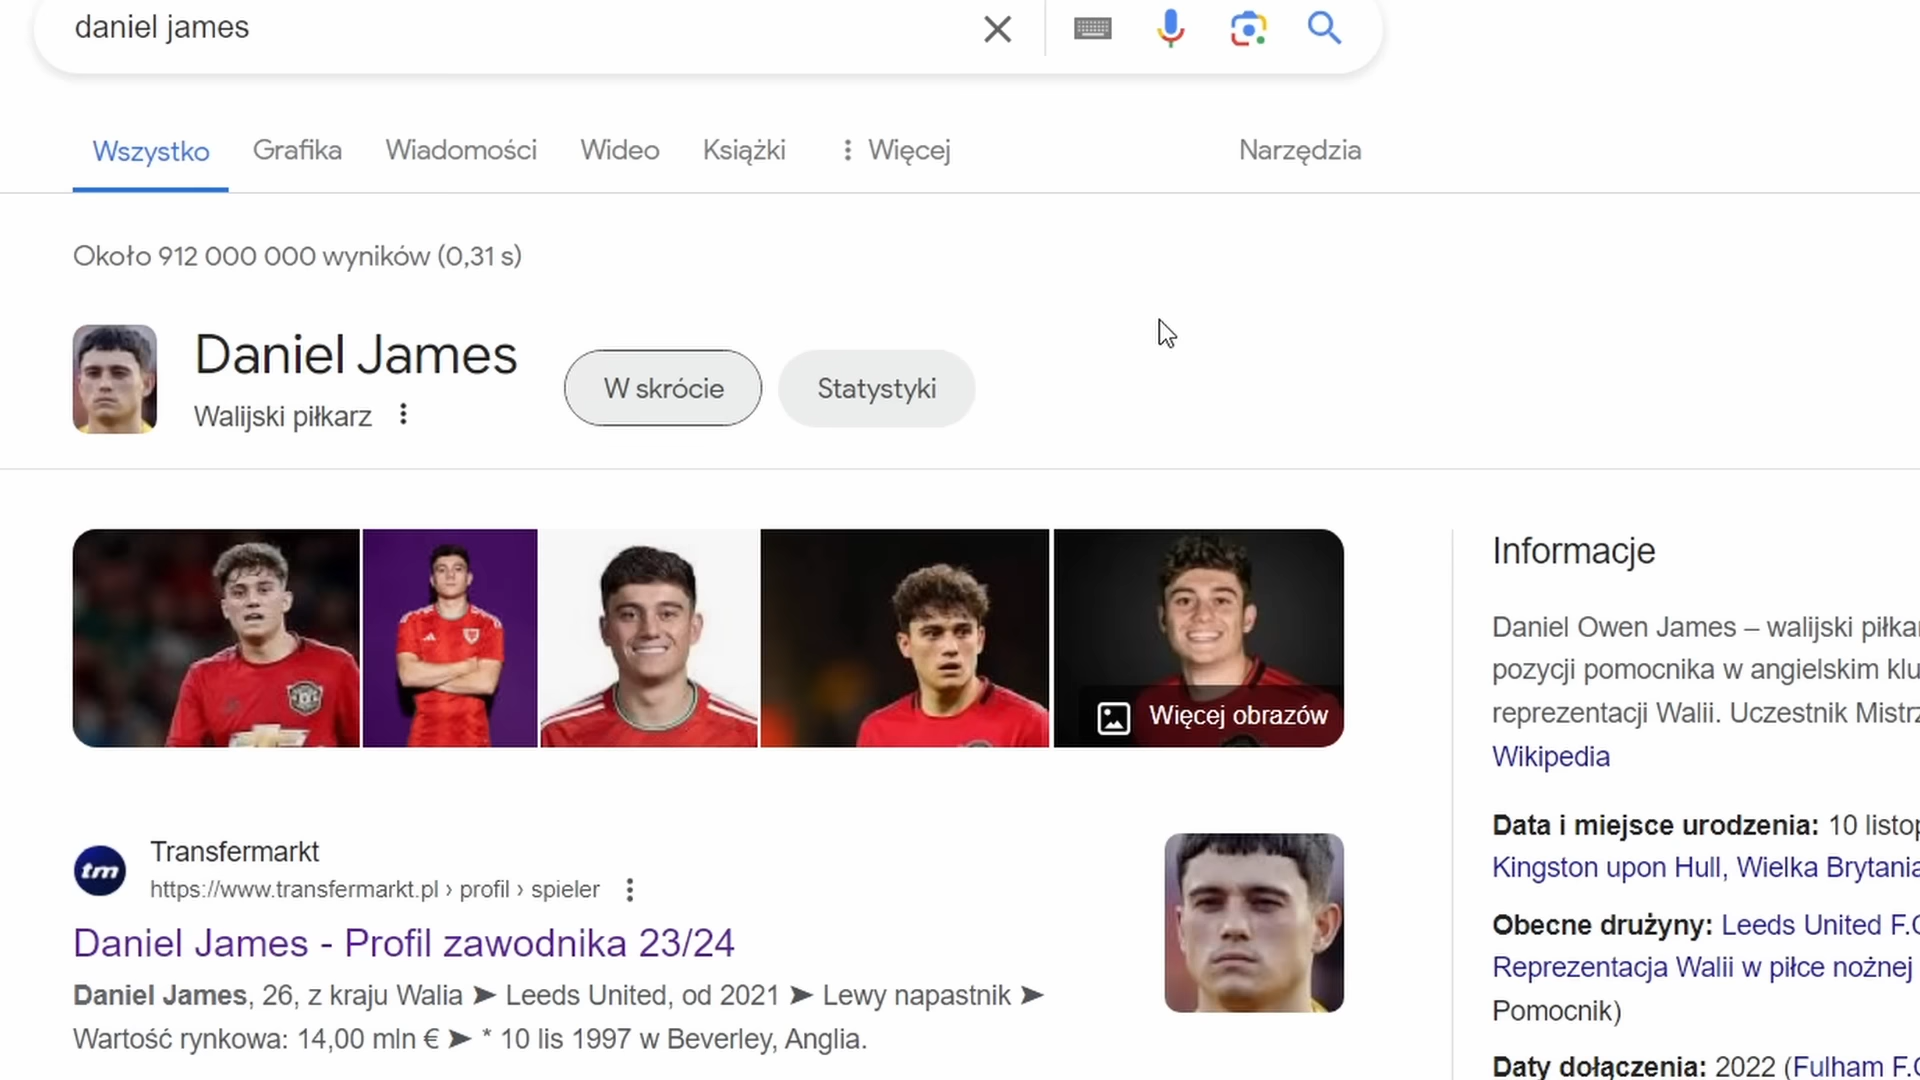 daniel james
Wszystko
Grafika
Wiadomości
Wideo
Książki
Więcej
Narzędzia
Około 912 000 000 wyników (0,31 s)
Daniel James
Walijski piłkarz
W skrócie
Statystyki
Więcej obrazów
Transfermarkt
tm
https://www.transfermarkt.pl › profil › spieler
Daniel James - Profil zawodnika 23/24
Daniel James, 26, z kraju Walia ➤ Leeds United, od 2021 ➤ Lewy napastnik ➤
Wartość rynkowa: 14,00 mln € ➤ * 10 lis 1997 w Beverley, Anglia.
Informacje
Daniel Owen James – walijski piłka
pozycji pomocnika w angielskim klu
reprezentacji Walii. Uczestnik Mistrz
Wikipedia
Data i miejsce urodzenia: 10 listop
Kingston upon Hull, Wielka Brytania
Obecne drużyny: Leeds United F.C
Reprezentacja Walii w piłce nożnej
Pomocnik)
Daty dołączenia: 2022 (Fulham F.C